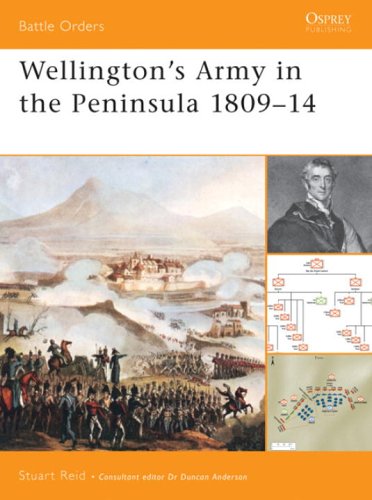 Battle Orders
OSPREY
PUBLISHING
Wellington's Army in
the Peninsula 1809–14
Stuart Reid • Consultant editor Dr Duncan Anderson